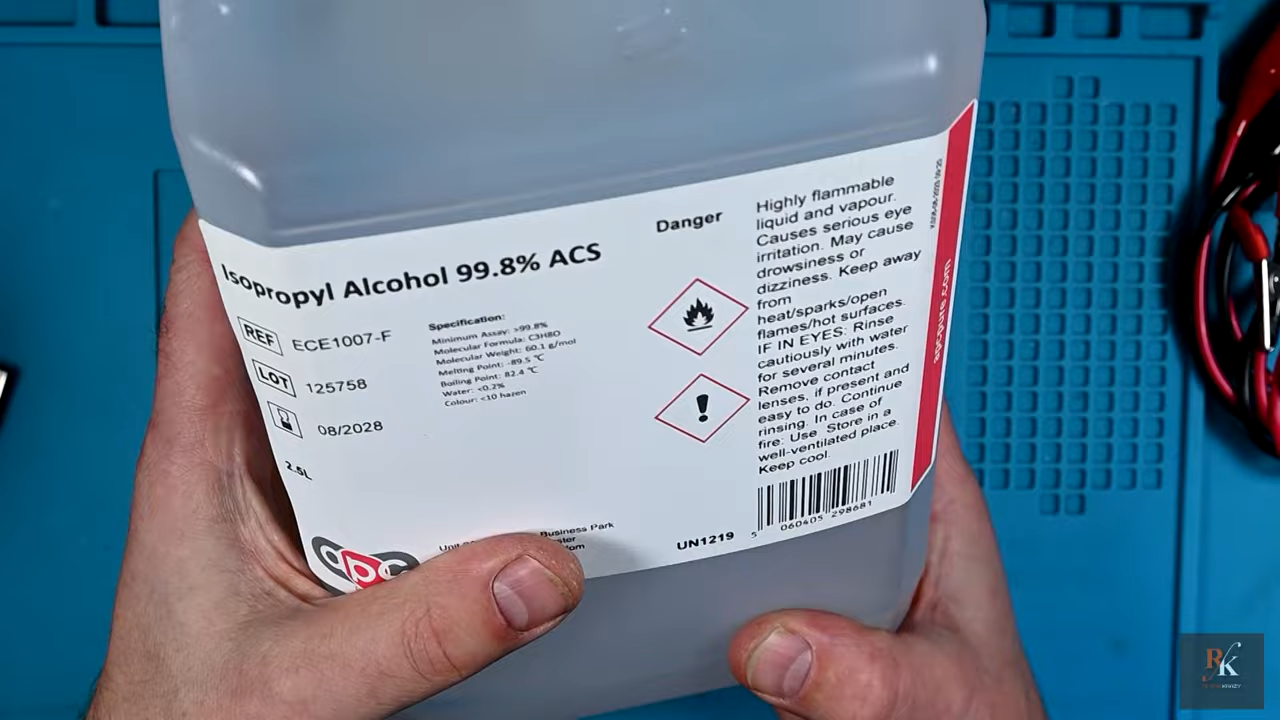 Isopropyl Alcohol 99.8% ACS
REF ECE1007-F
LOT 125758
08/2028
2.5L
Specification:
Minimum Assay: >99.8%
Molecular Formula: C3H8O
Molecular Weight: 60.1 g/mol
Melting Point: -89.5 ℃
Boiling Point: 82.4 ℃
Water: <0.2%
Colour: <10 hazen
Danger
Highly flammable
liquid and vapour.
Causes serious eye
irritation. May cause
drowsiness or
dizziness. Keep away
from
heat/sparks/open
flames/hot surfaces.
IF IN EYES: Rinse
cautiously with water
for several minutes.
Remove contact
lenses, if present and
easy to do. Continue
rinsing. In case of
fire: Use Store in a
well-ventilated place.
Keep cool.
5 060405 298681
UN1219
apcpure.com
apc
Business Park
RK